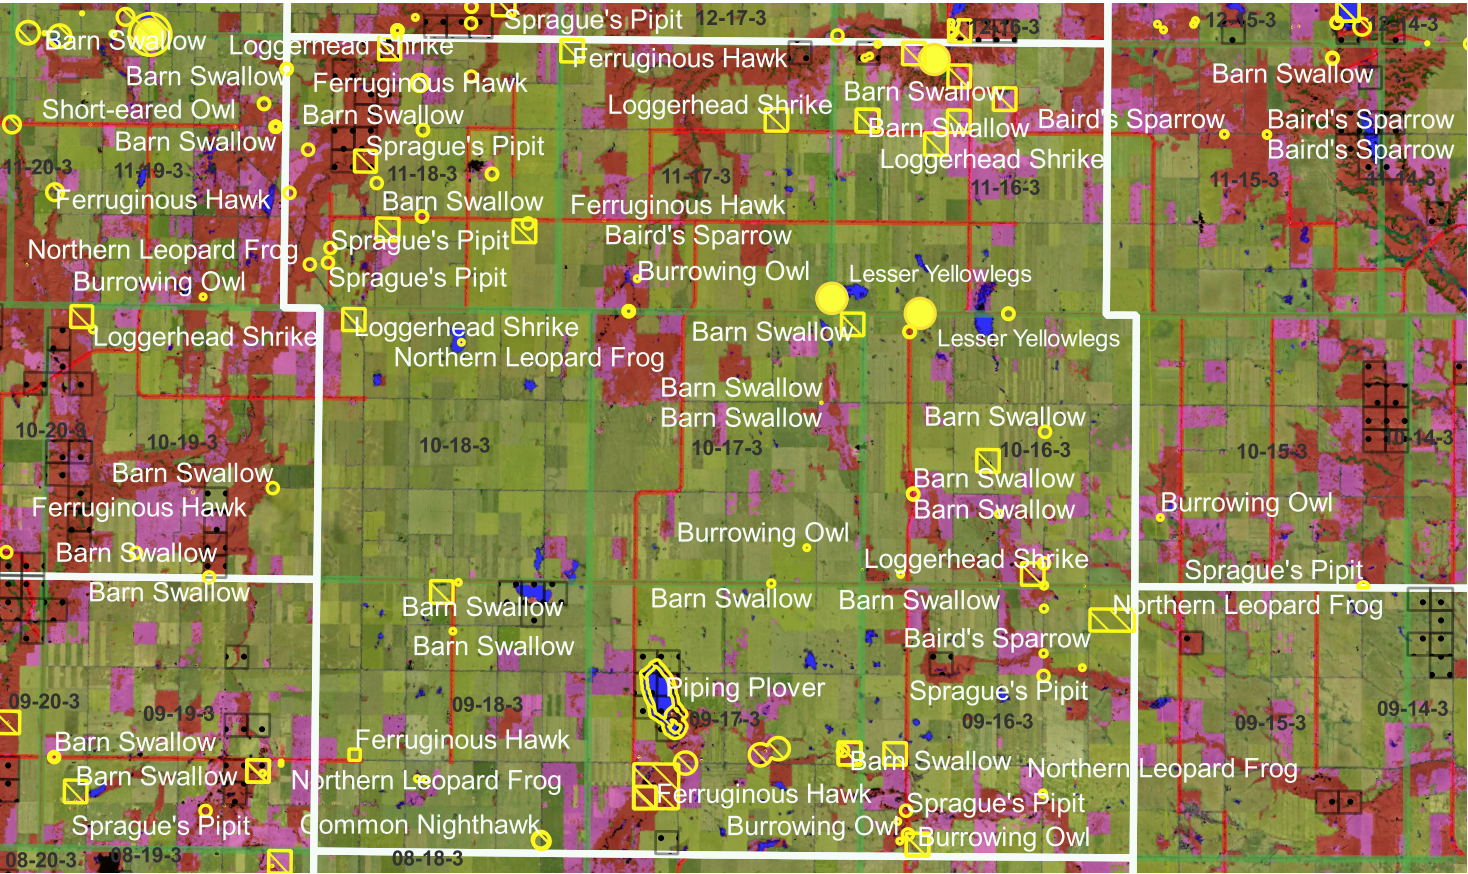 Sprague's Pipit
12-17-3
12-16-3
12-15-3
12-14-3
Barn Swallow
Loggerhead Shrike
Ferruginous Hawk
Barn Swallow
Barn Swallow
Ferruginous Hawk
Barn Swallow
Short-eared Owl
Barn Swallow
Loggerhead Shrike
Barn Swallow
Baird's Sparrow
Baird's Sparrow
Barn Swallow
Sprague's Pipit
Loggerhead Shrike
Baird's Sparrow
11-20-3
11-19-3
11-18-3
11-17-3
11-16-3
11-15-3
11-14-3
Ferruginous Hawk
Barn Swallow
Ferruginous Hawk
Northern Leopard Frog
Sprague's Pipit
Baird's Sparrow
Burrowing Owl
Sprague's Pipit
Burrowing Owl
Lesser Yellowlegs
Loggerhead Shrike
Loggerhead Shrike
Barn Swallow
Lesser Yellowlegs
Northern Leopard Frog
Barn Swallow
Barn Swallow
Barn Swallow
10-20-3
10-19-3
10-18-3
10-17-3
10-16-3
10-15-3
10-14-3
Barn Swallow
Barn Swallow
Ferruginous Hawk
Barn Swallow
Burrowing Owl
Barn Swallow
Burrowing Owl
Loggerhead Shrike
Sprague's Pipit
Barn Swallow
Barn Swallow
Barn Swallow
Barn Swallow
Northern Leopard Frog
Barn Swallow
Baird's Sparrow
Piping Plover
Sprague's Pipit
09-20-3
09-19-3
09-18-3
09-17-3
09-16-3
09-15-3
09-14-3
Barn Swallow
Ferruginous Hawk
Barn Swallow
Barn Swallow
Northern Leopard Frog
Northern Leopard Frog
Ferruginous Hawk
Sprague's Pipit
Sprague's Pipit
Common Nighthawk
Burrowing Owl
Burrowing Owl
08-20-3
08-19-3
08-18-3